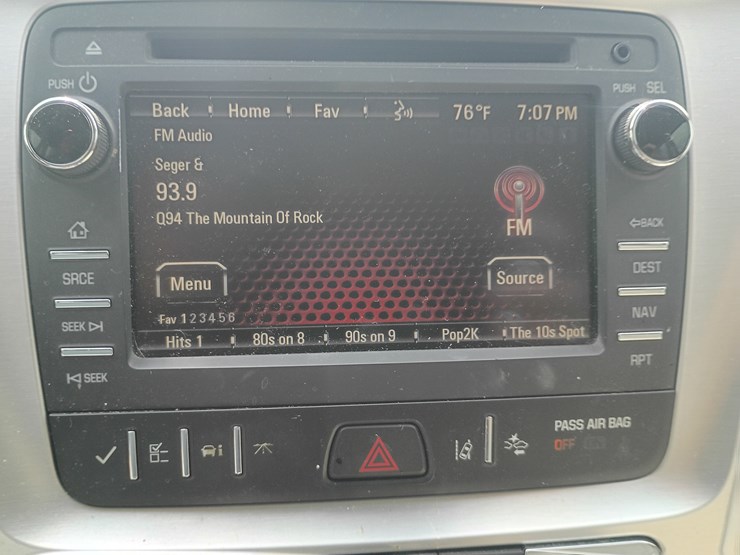 PUSH
PUSH SEL
Back Home Fav 76°F 7:07 PM
FM Audio
Seger &
93.9
Q94 The Mountain Of Rock
FM
BACK
SRCE
DEST
Menu
Source
SEEK
NAV
Fav 1 2 3 4 5 6
Hits 1 80s on 8 90s on 9 Pop2K The 10s Spot
SEEK
RPT
PASS AIR BAG
OFF